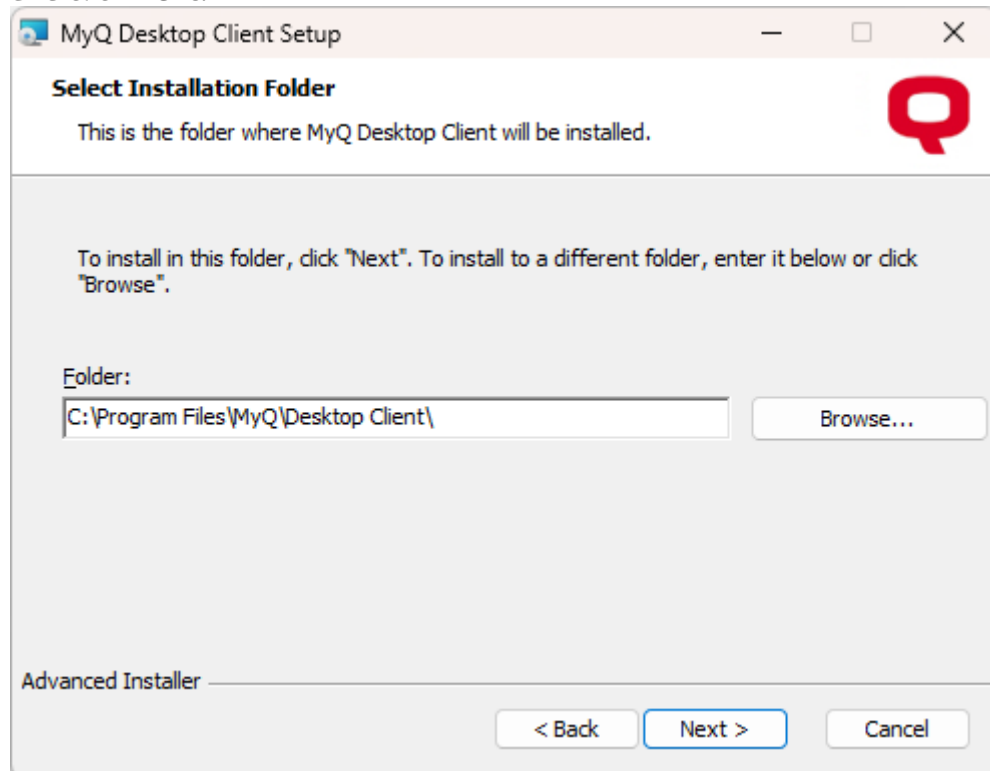 MyQ Desktop Client Setup
Select Installation Folder
This is the folder where MyQ Desktop Client will be installed.
To install in this folder, click "Next". To install to a different folder, enter it below or click
"Browse".
Folder:
C:\Program Files\MyQ\Desktop Client\
Browse...
Advanced Installer
< Back
Next >
Cancel